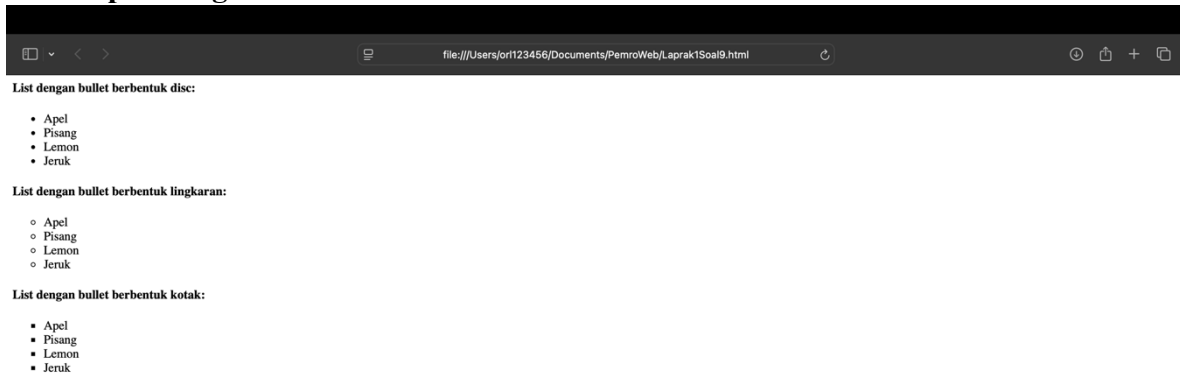 file:///Users/orl123456/Documents/PemroWeb/Laprak1Soal9.html
List dengan bullet berbentuk disc:
• Apel
• Pisang
• Lemon
• Jeruk
List dengan bullet berbentuk lingkaran:
◦ Apel
◦ Pisang
◦ Lemon
◦ Jeruk
List dengan bullet berbentuk kotak:
▪ Apel
▪ Pisang
▪ Lemon
▪ Jeruk